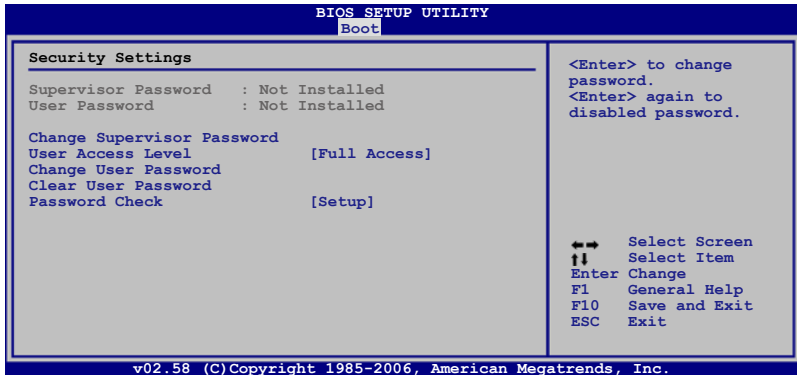 BIOS SETUP UTILITY
Boot
Security Settings
Supervisor Password : Not Installed
User Password : Not Installed
Change Supervisor Password
User Access Level [Full Access]
Change User Password
Clear User Password
Password Check [Setup]
<Enter> to change
password.
<Enter> again to
disabled password.
←→ Select Screen
↑↓ Select Item
Enter Change
F1 General Help
F10 Save and Exit
ESC Exit
v02.58 (C)Copyright 1985-2006, American Megatrends, Inc.